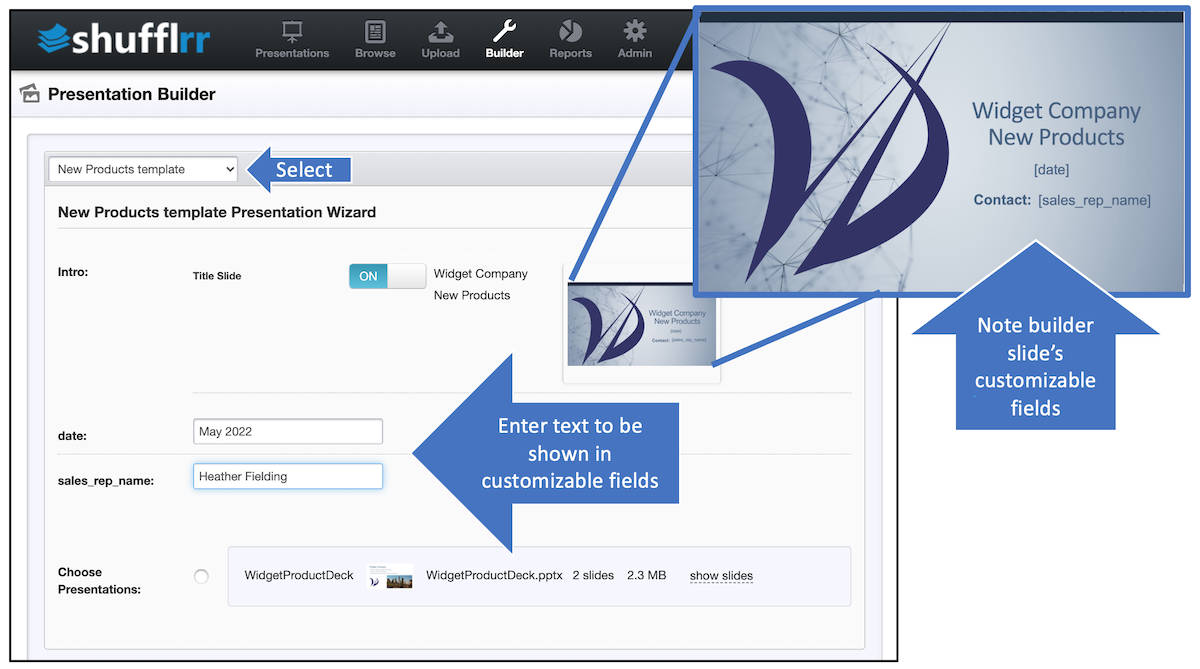 shufflrr
Presentations
Browse
Upload
Builder
Reports
Admin
Presentation Builder
New Products template
Select
New Products template Presentation Wizard
Intro:
Title Slide
ON
Widget Company
New Products
Widget Company
New Products
[date]
Contact: [sales_rep_name]
Widget Company
New Products
[date]
Contact: [sales_rep_name]
Note builder
slide’s
customizable
fields
date:
May 2022
sales_rep_name:
Heather Fielding
Enter text to be
shown in
customizable fields
Choose
Presentations:
WidgetProductDeck
WidgetProductDeck.pptx
2 slides
2.3 MB
show slides